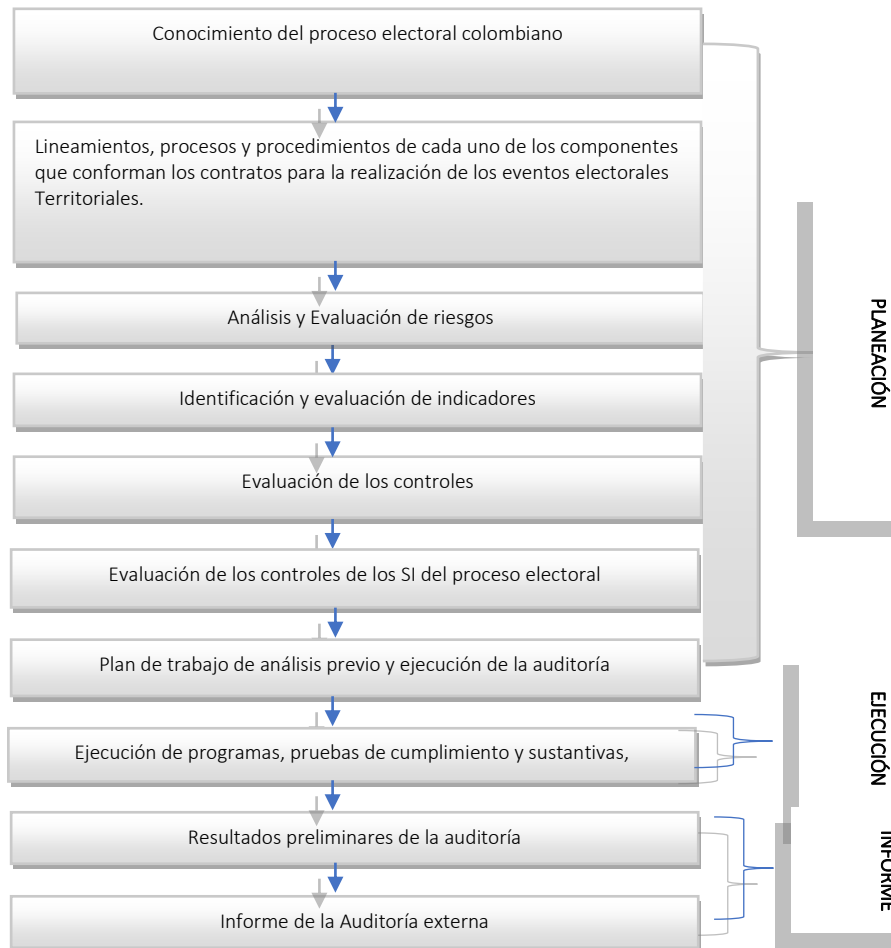 Conocimiento del proceso electoral colombiano
Lineamientos, procesos y procedimientos de cada uno de los componentes
que conforman los contratos para la realización de los eventos electorales
Territoriales.
Análisis y Evaluación de riesgos
Identificación y evaluación de indicadores
Evaluación de los controles
Evaluación de los controles de los SI del proceso electoral
Plan de trabajo de análisis previo y ejecución de la auditoría
PLANEACIÓN
Ejecución de programas, pruebas de cumplimiento y sustantivas,
EJECUCIÓN
Resultados preliminares de la auditoría
Informe de la Auditoría externa
INFORME